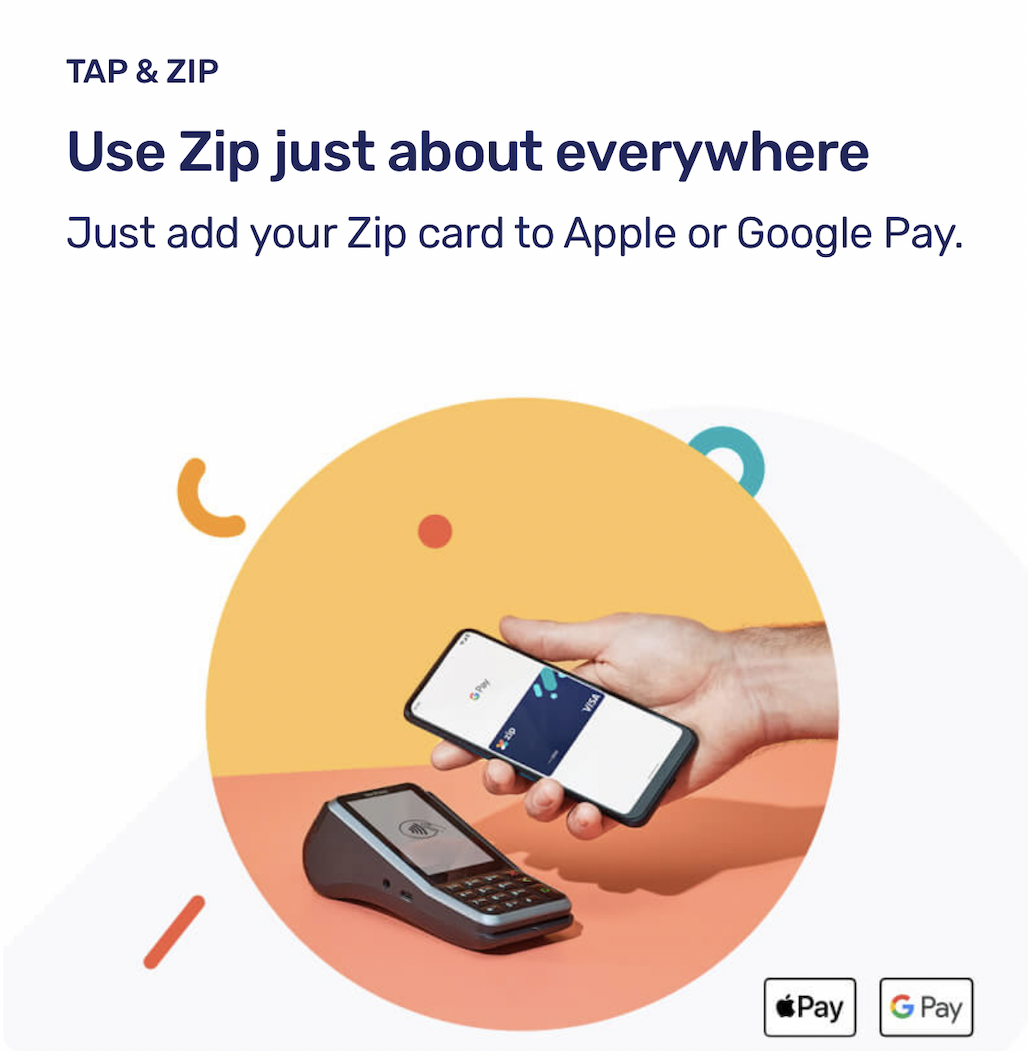 TAP & ZIP
Use Zip just about everywhere
Just add your Zip card to Apple or Google Pay.
G Pay
zip
VISA
Pay
G Pay